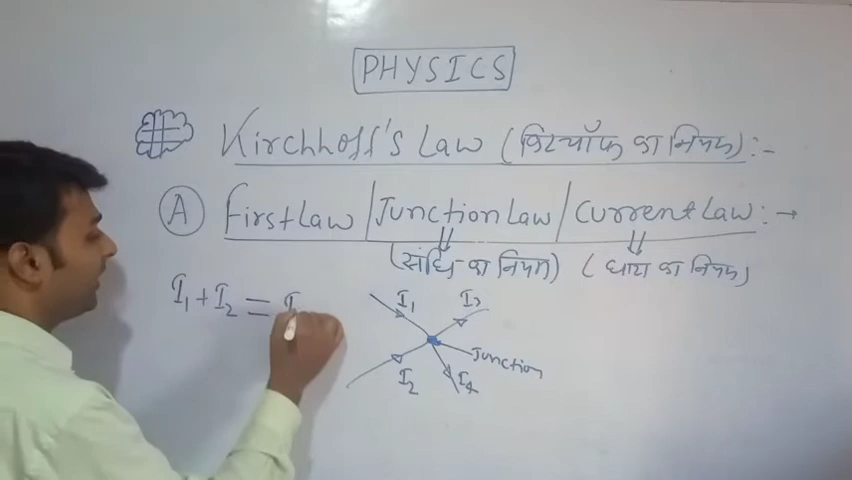 PHYSICS
Kirchhoff's Law (किरचॉफ का नियम) :-
A First Law / Junction Law / Current Law : →
(संधि का नियम) (धारा का नियम)
I₁ + I₂ = I
I₁ I₃
Junction
I₂ I₄